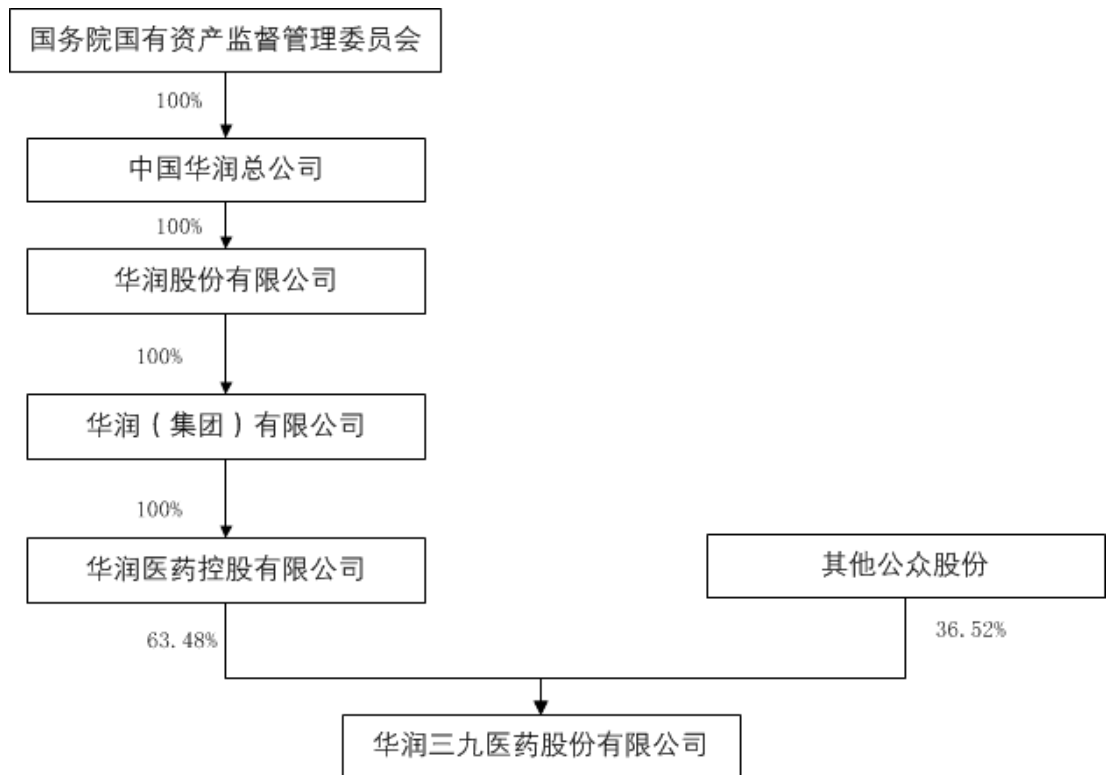 国务院国有资产监督管理委员会
100%
中国华润总公司
100%
华润股份有限公司
100%
华润（集团）有限公司
100%
华润医药控股有限公司
其他公众股份
63.48%
36.52%
华润三九医药股份有限公司